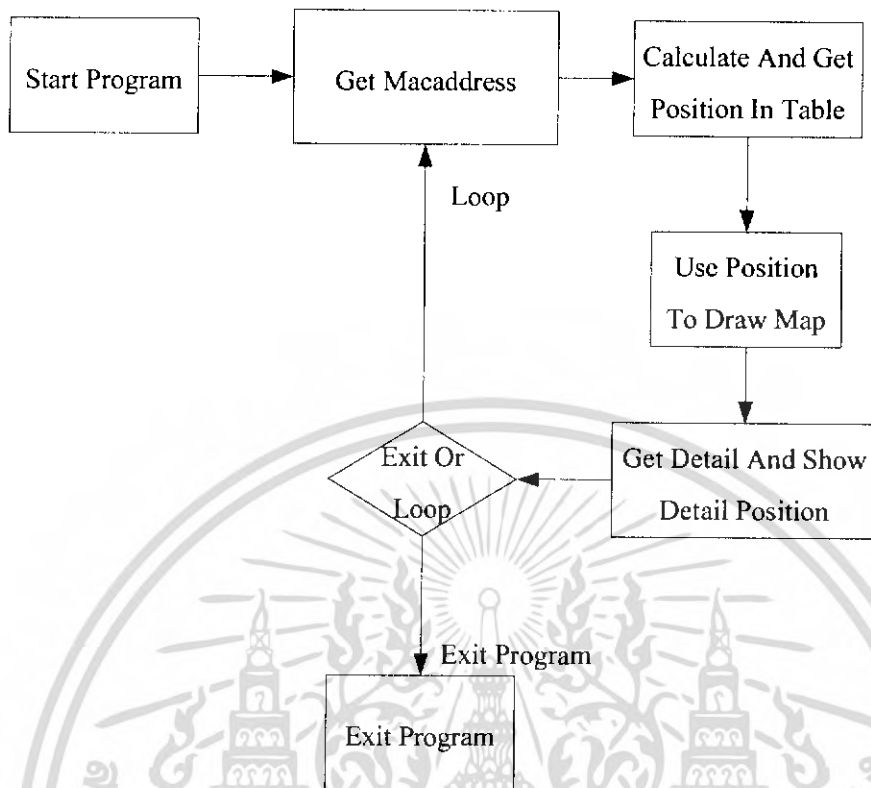 Start Program
Get Macaddress
Calculate And Get
Position In Table
Loop
Use Position
To Draw Map
Get Detail And Show
Detail Position
Exit Or
Loop
Exit Program
Exit Program